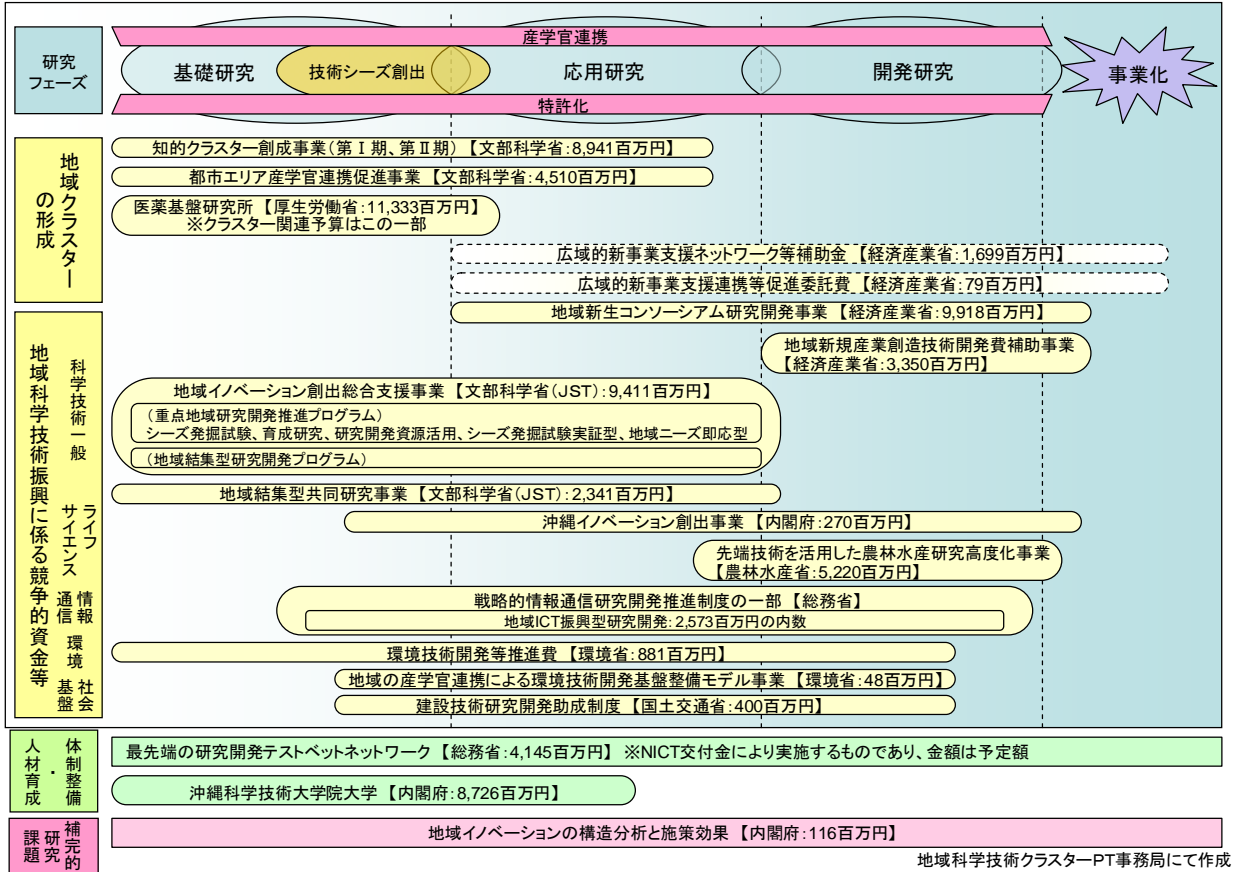 研究
フェーズ
産学官連携
基礎研究
技術シーズ創出
応用研究
開発研究
事業化
特許化
地域クラスター
の形成
知的クラスター創成事業(第Ⅰ期、第Ⅱ期) 【文部科学省:8,941百万円】
都市エリア産学官連携促進事業 【文部科学省:4,510百万円】
医薬基盤研究所 【厚生労働省:11,333百万円】
※クラスター関連予算はこの一部
広域的新事業支援ネットワーク等補助金 【経済産業省:1,699百万円】
広域的新事業支援連携等促進委託費 【経済産業省:79百万円】
地域科学技術振興に係る競争的資金等
地域新生コンソーシアム研究開発事業 【経済産業省:9,918百万円】
科学技術一般
地域新規産業創造技術開発費補助事業
【経済産業省:3,350百万円】
地域イノベーション創出総合支援事業 【文部科学省(JST):9,411百万円】
(重点地域研究開発推進プログラム)
シーズ発掘試験、育成研究、研究開発資源活用、シーズ発掘試験実証型、地域ニーズ即応型
(地域結集型研究開発プログラム)
地域結集型共同研究事業 【文部科学省(JST):2,341百万円】
ライフ
サイエンス
沖縄イノベーション創出事業 【内閣府:270百万円】
先端技術を活用した農林水産研究高度化事業
【農林水産省:5,220百万円】
情報
通信
戦略的情報通信研究開発推進制度の一部 【総務省】
地域ICT振興型研究開発:2,573百万円の内数
環境
環境技術開発等推進費 【環境省:881百万円】
地域の産学官連携による環境技術開発基盤整備モデル事業 【環境省:48百万円】
社会
基盤
建設技術研究開発助成制度 【国土交通省:400百万円】
体制整備
・
人材育成
最先端の研究開発テストベットネットワーク 【総務省:4,145百万円】 ※NICT交付金により実施するものであり、金額は予定額
沖縄科学技術大学院大学 【内閣府:8,726百万円】
補完的
研究
課題
地域イノベーションの構造分析と施策効果 【内閣府:116百万円】
地域科学技術クラスターPT事務局にて作成